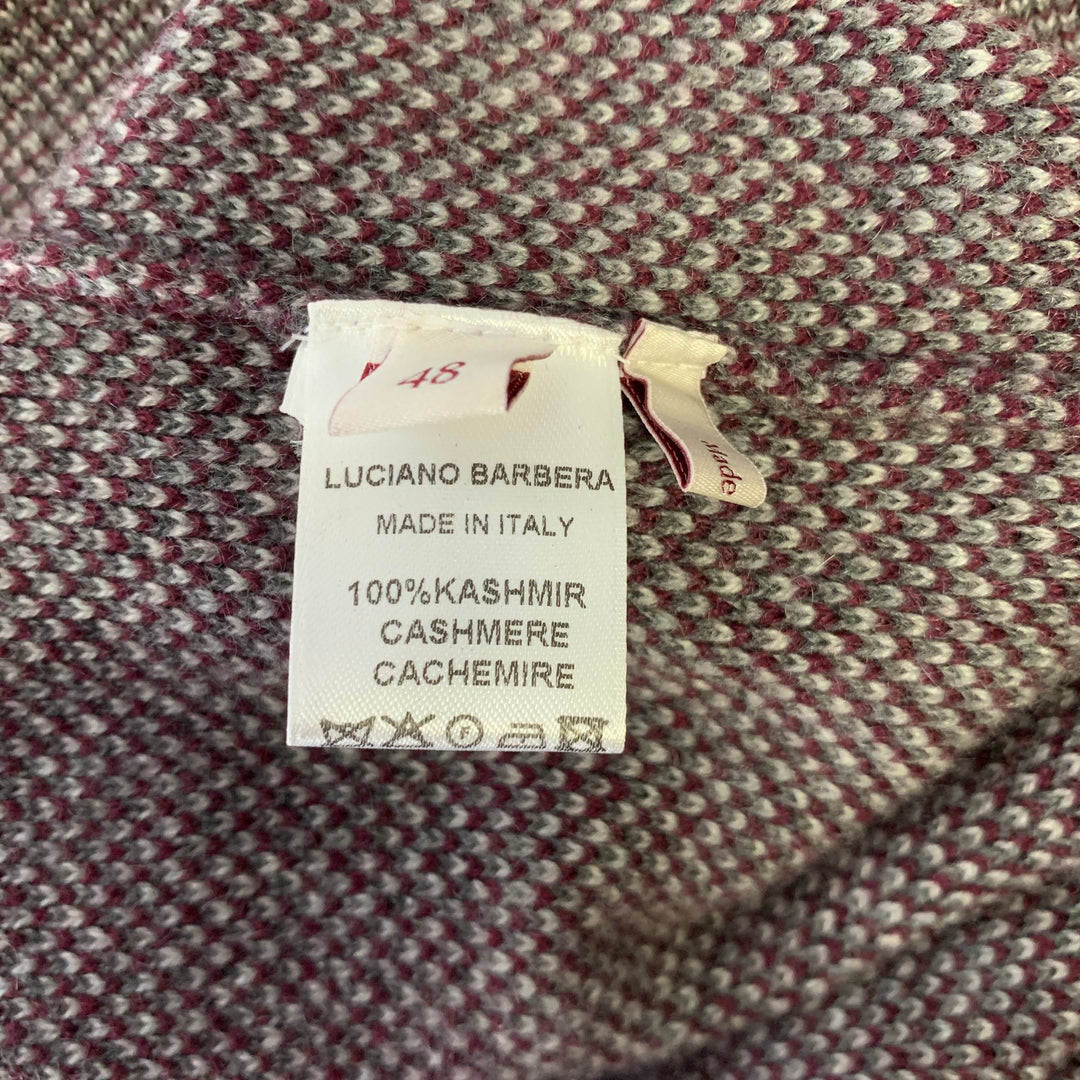 48
Made
LUCIANO BARBERA
MADE IN ITALY
100%KASHMIR
CASHMERE
CACHEMIRE
F